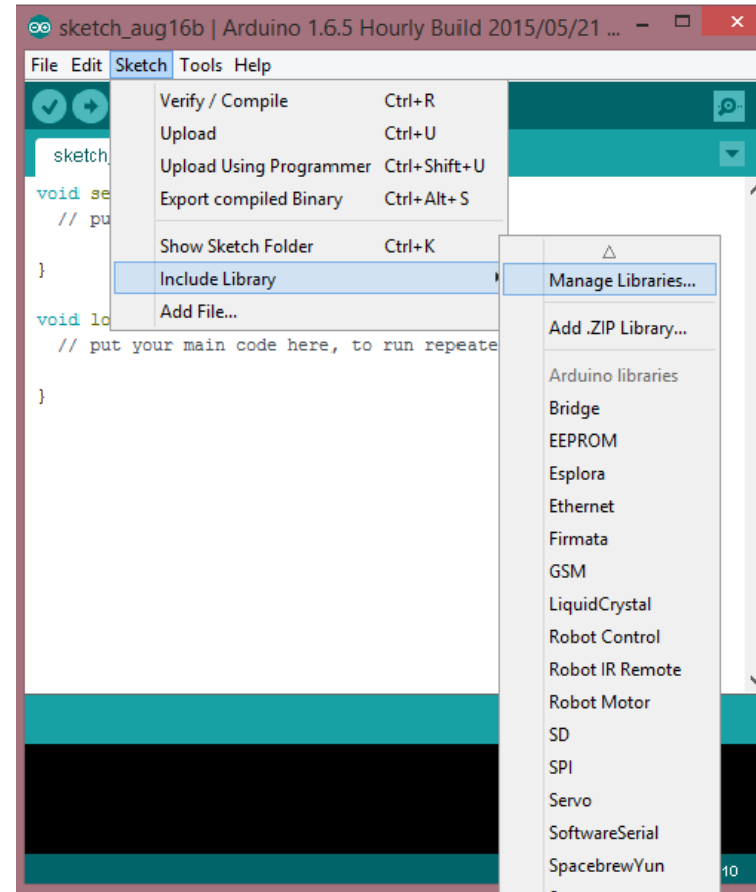 sketch_aug16b | Arduino 1.6.5 Hourly Build 2015/05/21 ...
File Edit Sketch Tools Help
Verify / Compile Ctrl+R
Upload Ctrl+U
Upload Using Programmer Ctrl+Shift+U
Export compiled Binary Ctrl+Alt+S
Show Sketch Folder Ctrl+K
Include Library
Add File...
sketch_
void se
// pu
}
void lo
// put your main code here, to run repeate
}
Manage Libraries...
Add .ZIP Library...
Arduino libraries
Bridge
EEPROM
Esplora
Ethernet
Firmata
GSM
LiquidCrystal
Robot Control
Robot IR Remote
Robot Motor
SD
SPI
Servo
SoftwareSerial
SpacebrewYun
10